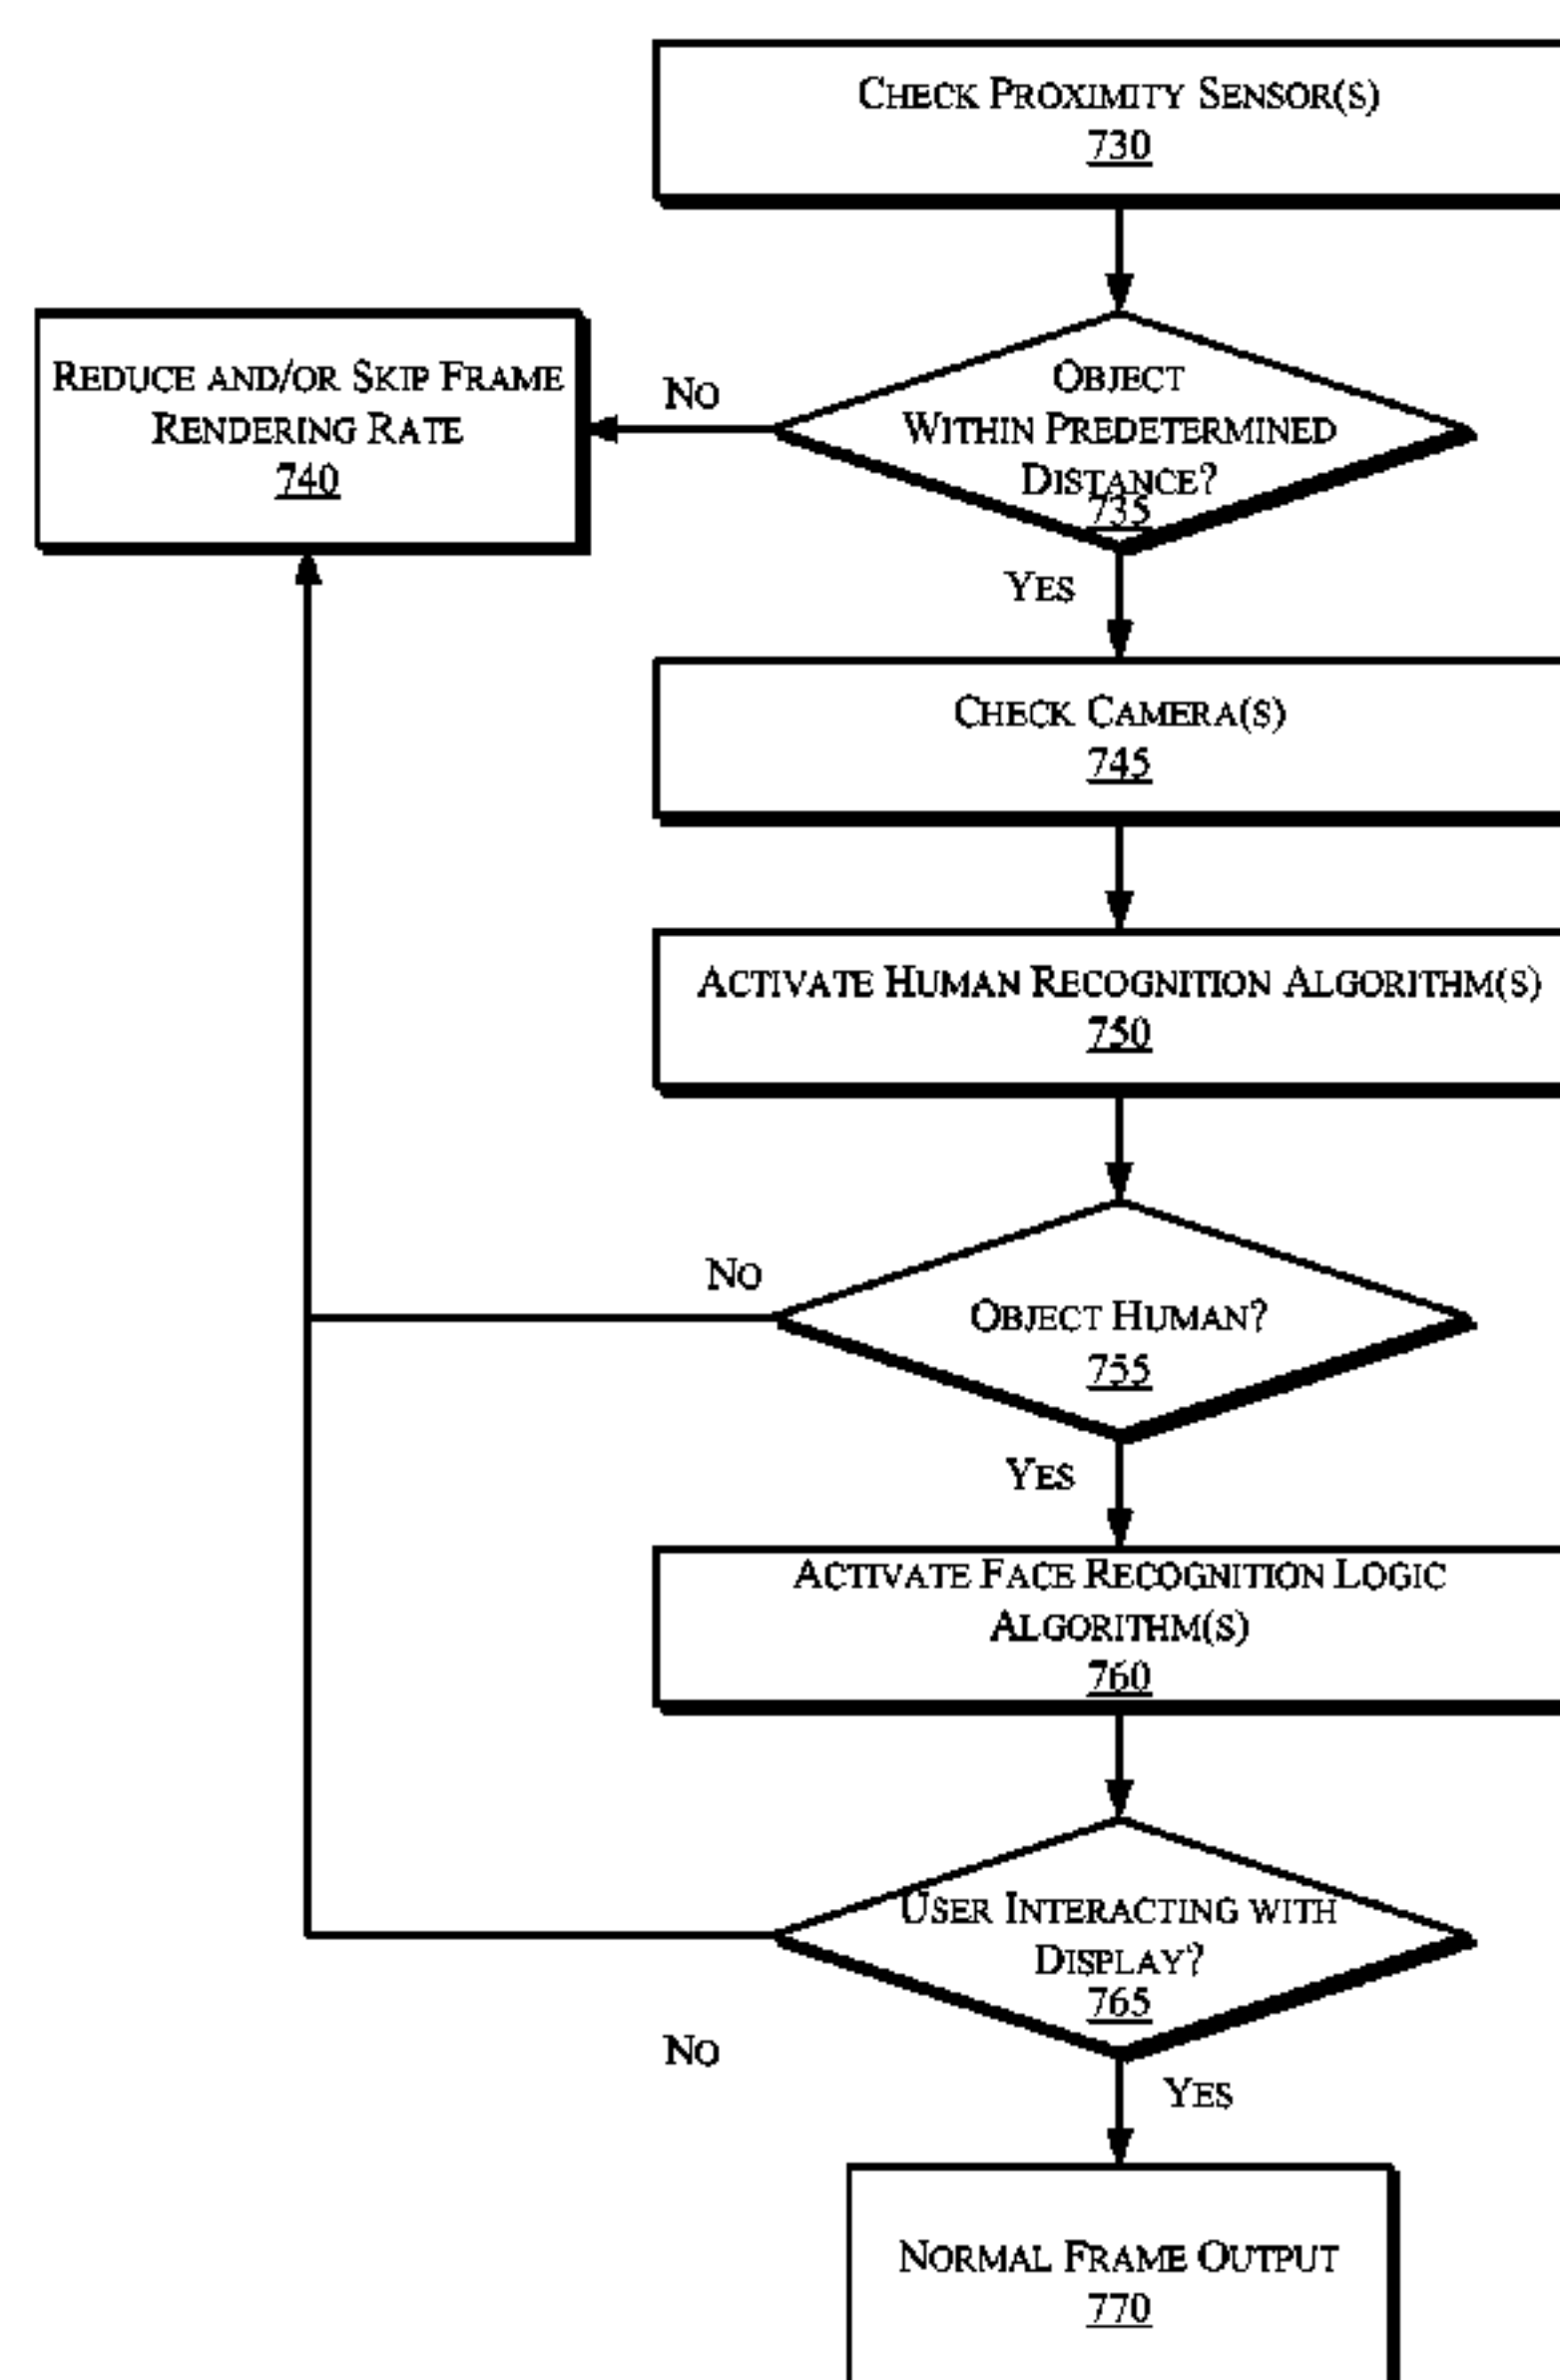 CHECK PROXIMITY SENSOR(S)
730
REDUCE AND/OR SKIP FRAME
RENDERING RATE
740
NO
OBJECT
WITHIN PREDETERMINED
DISTANCE?
735
YES
CHECK CAMERA(S)
745
ACTIVATE HUMAN RECOGNITION ALGORITHM(S)
750
NO
OBJECT HUMAN?
755
YES
ACTIVATE FACE RECOGNITION LOGIC
ALGORITHM(S)
760
USER INTERACTING WITH
DISPLAY?
765
NO
YES
NORMAL FRAME OUTPUT
770